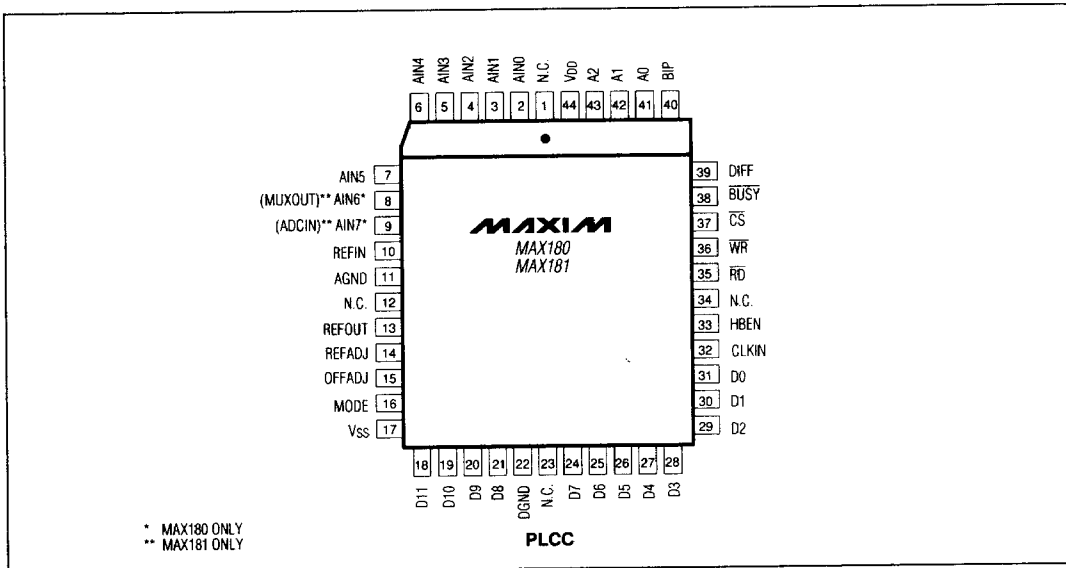 AIN4 AIN3 AIN2 AIN1 AIN0 N.C. VDD A2 A1 A0 BIP
6 5 4 3 2 1 44 43 42 41 40
AIN5 7
(MUXOUT)** AIN6* 8
(ADCIN)** AIN7* 9
REFIN 10
AGND 11
N.C. 12
REFOUT 13
REFADJ 14
OFFADJ 15
MODE 16
VSS 17
MAXIM
MAX180
MAX181
39 DIFF
38 B̅U̅S̅Y̅
37 C̅S̅
36 W̅R̅
35 R̅D̅
34 N.C.
33 HBEN
32 CLKIN
31 D0
30 D1
29 D2
18 19 20 21 22 23 24 25 26 27 28
D11 D10 D9 D8 DGND N.C. D7 D6 D5 D4 D3
* MAX180 ONLY
** MAX181 ONLY
PLCC